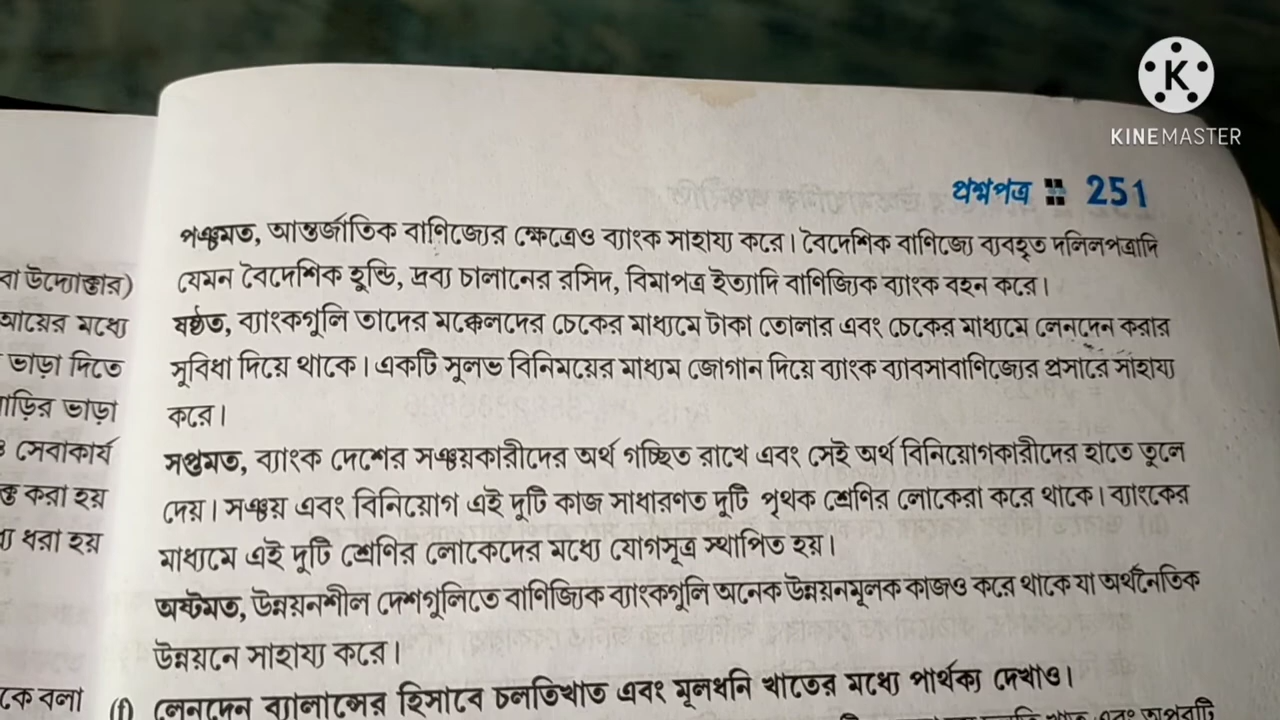 KINEMASTER
প্রশ্নপত্র 251
পঞ্চমত, আন্তর্জাতিক বাণিজ্যের ক্ষেত্রেও ব্যাংক সাহায্য করে। বৈদেশিক বাণিজ্যে ব্যবহৃত দলিলপত্রাদি
যেমন বৈদেশিক হুন্ডি, দ্রব্য চালানের রসিদ, বিমাপত্র ইত্যাদি বাণিজ্যিক ব্যাংক বহন করে।
ষষ্ঠত, ব্যাংকগুলি তাদের মক্কেলদের চেকের মাধ্যমে টাকা তোলার এবং চেকের মাধ্যমে লেনদেন করার
সুবিধা দিয়ে থাকে। একটি সুলভ বিনিময়ের মাধ্যম জোগান দিয়ে ব্যাংক ব্যাবসাবাণিজ্যের প্রসারে সাহায্য
করে।
সপ্তমত, ব্যাংক দেশের সঞ্চয়কারীদের অর্থ গচ্ছিত রাখে এবং সেই অর্থ বিনিয়োগকারীদের হাতে তুলে
দেয়। সঞ্চয় এবং বিনিয়োগ এই দুটি কাজ সাধারণত দুটি পৃথক শ্রেণির লোকেরা করে থাকে। ব্যাংকের
মাধ্যমে এই দুটি শ্রেণির লোকেদের মধ্যে যোগসূত্র স্থাপিত হয়।
অষ্টমত, উন্নয়নশীল দেশগুলিতে বাণিজ্যিক ব্যাংকগুলি অনেক উন্নয়নমূলক কাজও করে থাকে যা অর্থনৈতিক
উন্নয়নে সাহায্য করে।
(f) লেনদেন ব্যালান্সের হিসাবে চলতিখাত এবং মূলধনি খাতের মধ্যে পার্থক্য দেখাও।
বা উদ্যোক্তার)
আয়ের মধ্যে
ভাড়া দিতে
ড়ির ভাড়া
সেবাকার্য
করা হয়
ধরা হয়
কে বলা